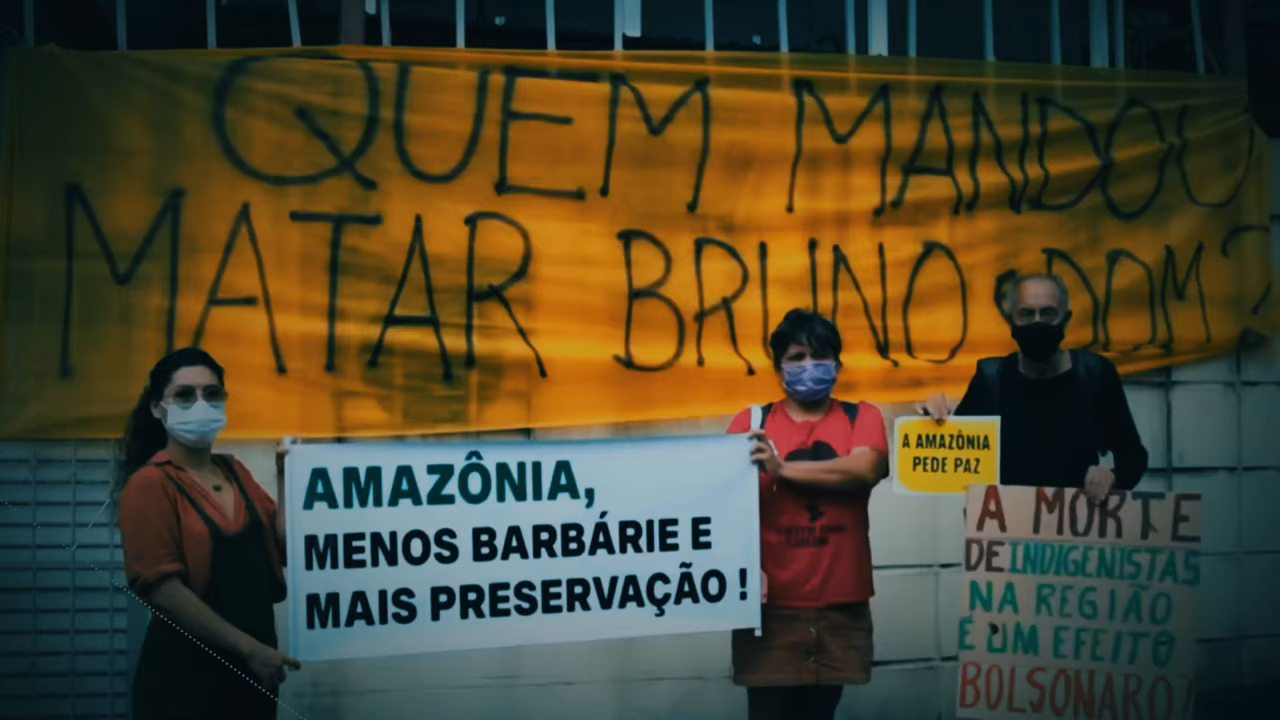 QUEM MANDOU
MATAR BRUNO e DOM?
AMAZÔNIA,
MENOS BARBÁRIE E
MAIS PRESERVAÇÃO !
A AMAZÔNIA
PEDE PAZ
A MORTE
DE INDIGENISTAS
NA REGIÃO
É UM EFEITO
BOLSONARO!